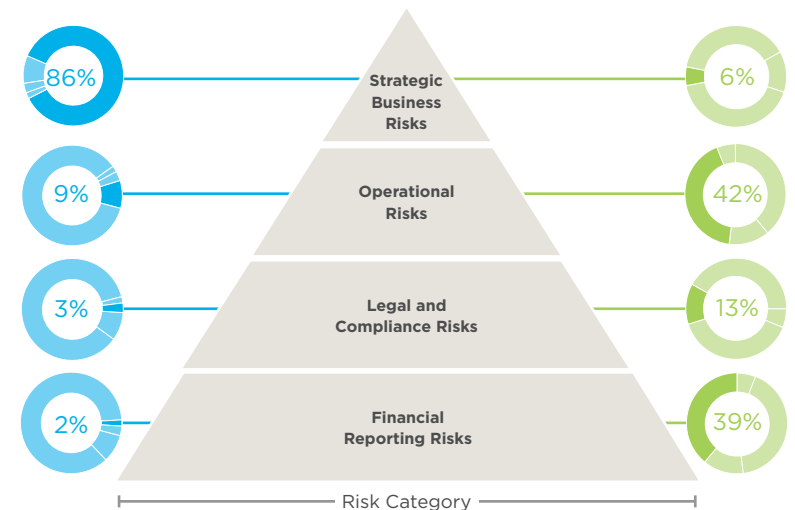 86%
Strategic
Business
Risks
6%
9%
Operational
Risks
42%
3%
Legal and
Compliance Risks
13%
2%
Financial
Reporting Risks
39%
Risk Category